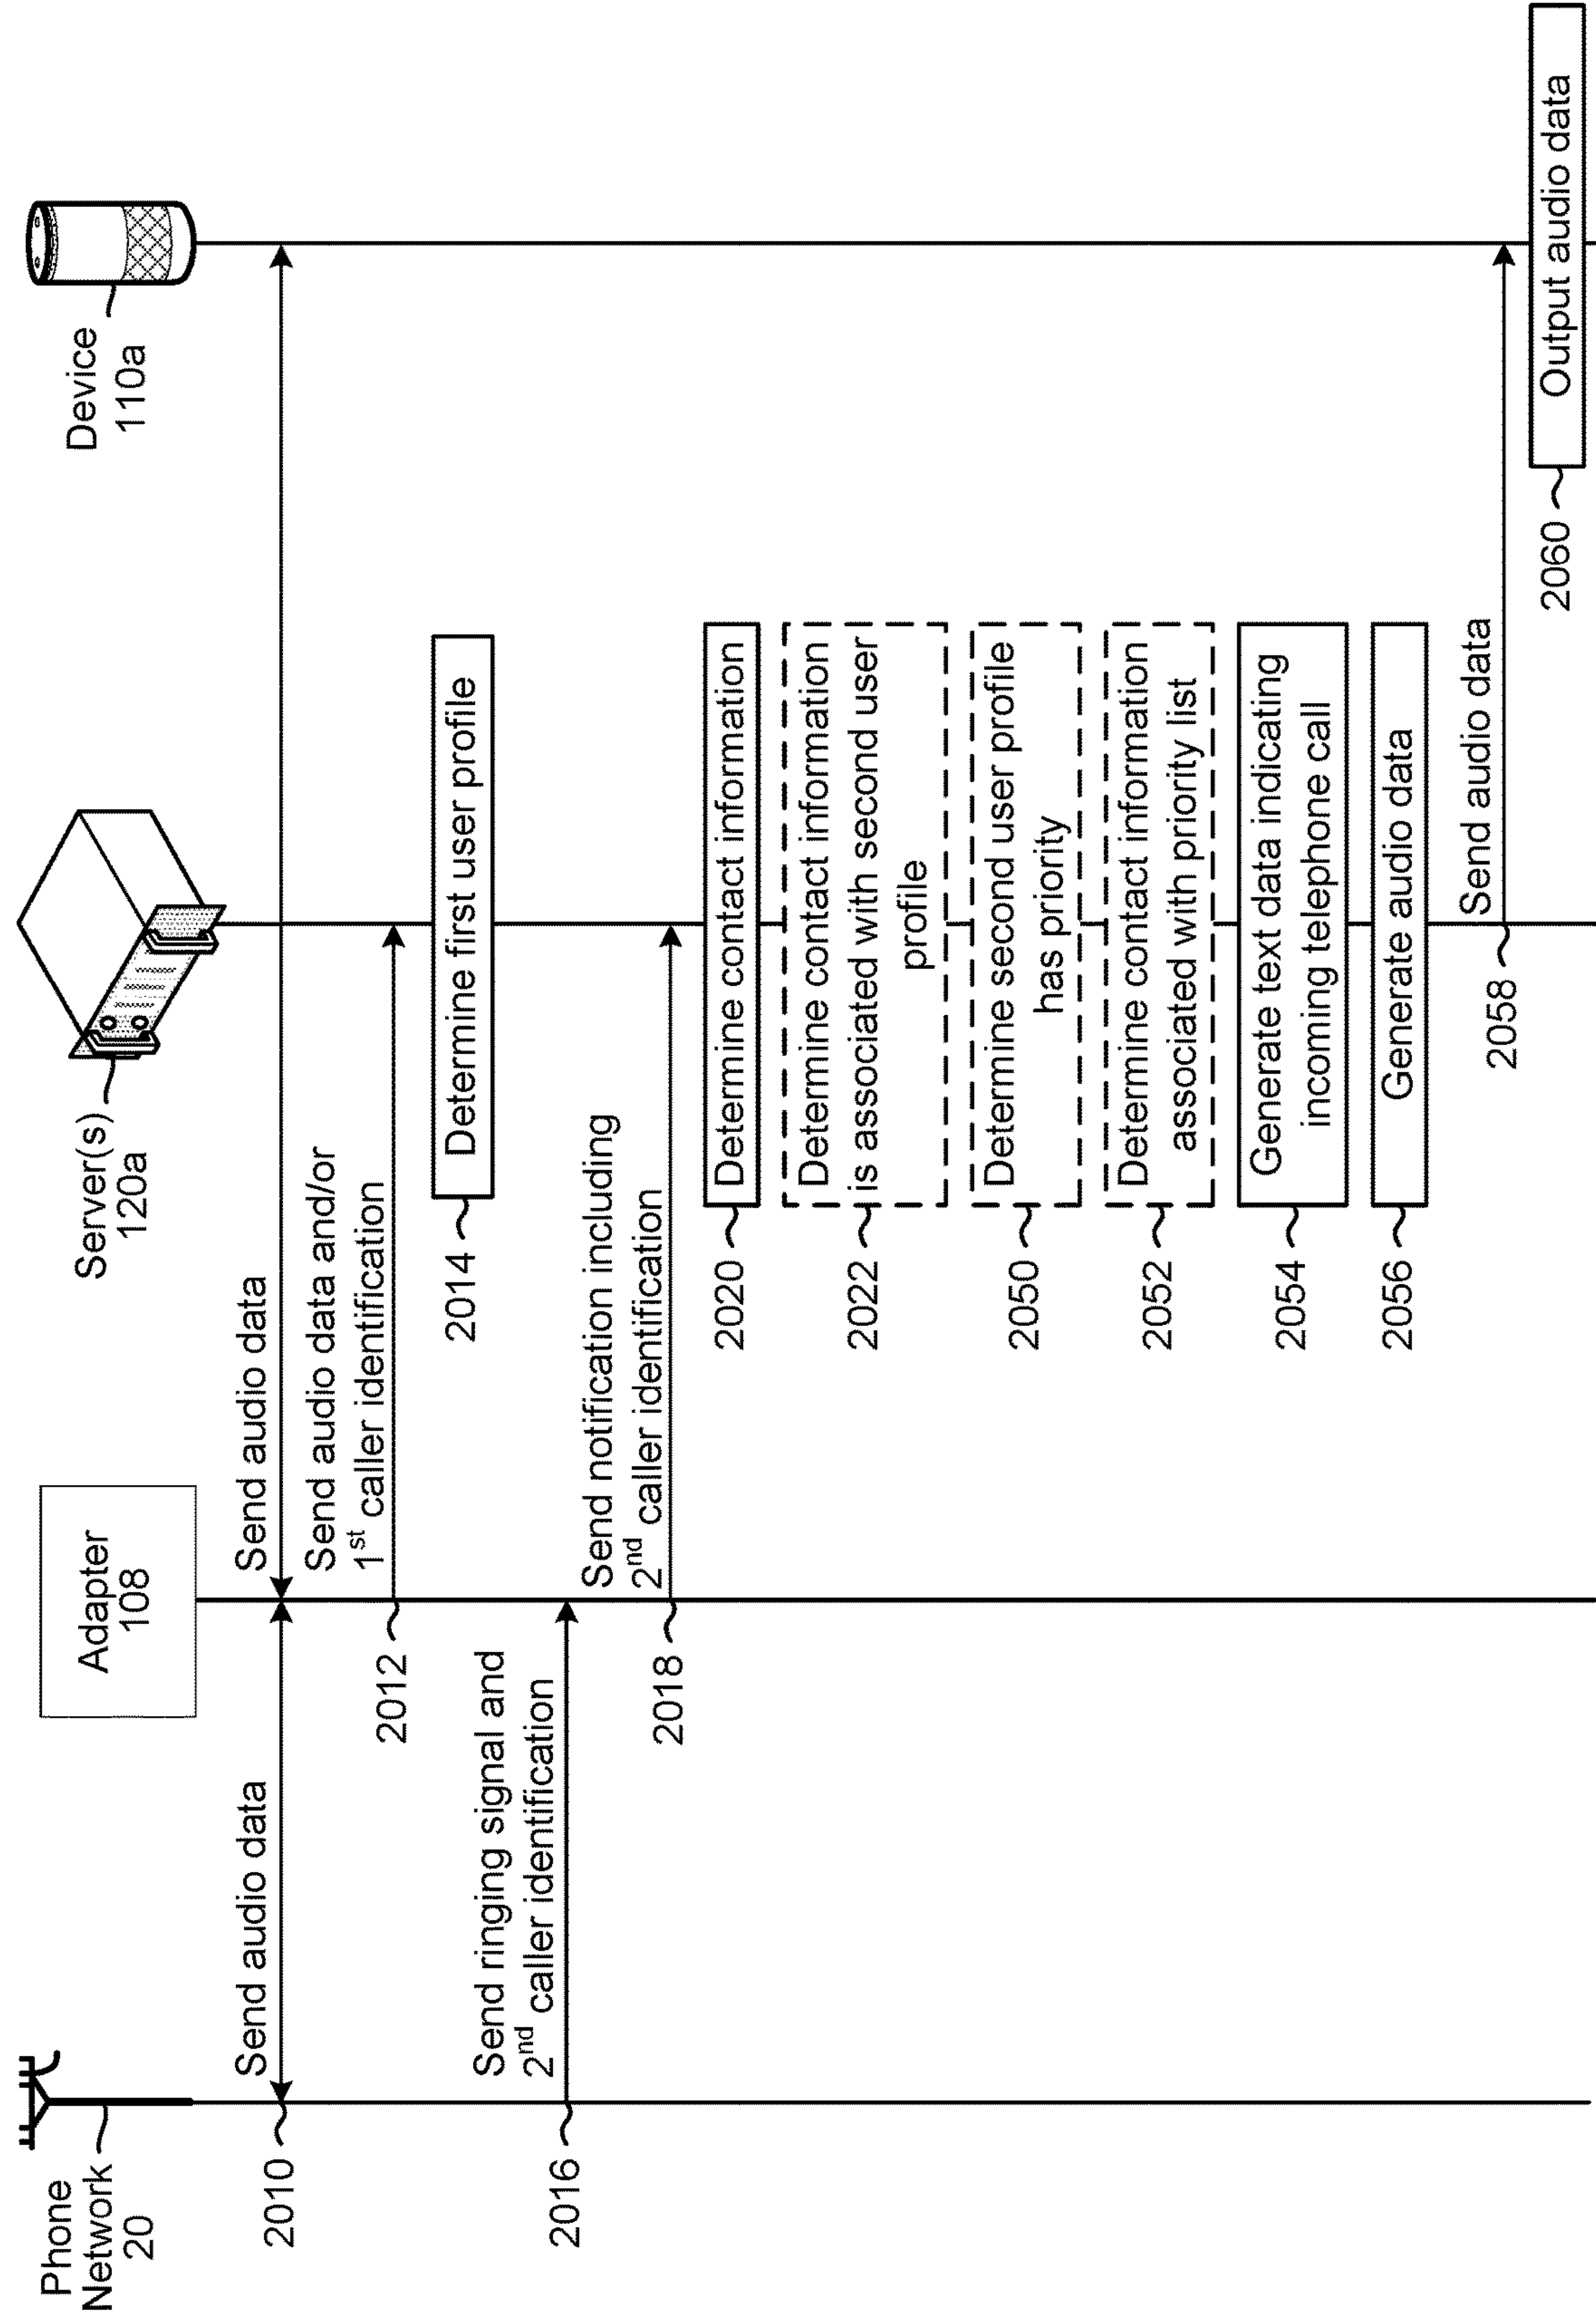 Phone
Network
20
Adapter
108
Server(s)
120a
Device
110a
Send audio data
Send audio data
2010
Send audio data and/or
1st caller identification
2012
Determine first user profile
2014
Send ringing signal and
2nd caller identification
2016
Send notification including
2nd caller identification
2018
Determine contact information
2020
Determine contact information
is associated with second user
profile
2022
Determine second user profile
has priority
2050
Determine contact information
associated with priority list
2052
Generate text data indicating
incoming telephone call
2054
Generate audio data
2056
Send audio data
2058
Output audio data
2060